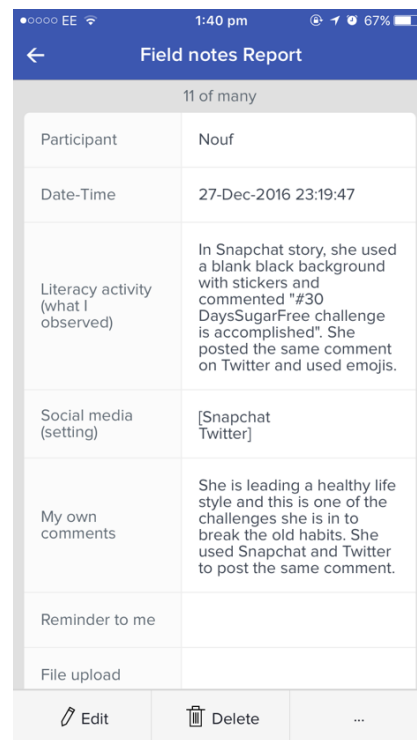 EE 1:40 pm 67%
Field notes Report
11 of many
Participant Nouf
Date-Time 27-Dec-2016 23:19:47
Literacy activity
(what I
observed)
In Snapchat story, she used
a blank black background
with stickers and
commented "#30
DaysSugarFree challenge
is accomplished". She
posted the same comment
on Twitter and used emojis.
Social media
(setting)
[Snapchat
Twitter]
My own
comments
She is leading a healthy life
style and this is one of the
challenges she is in to
break the old habits. She
used Snapchat and Twitter
to post the same comment.
Reminder to me
File upload
Edit Delete ...